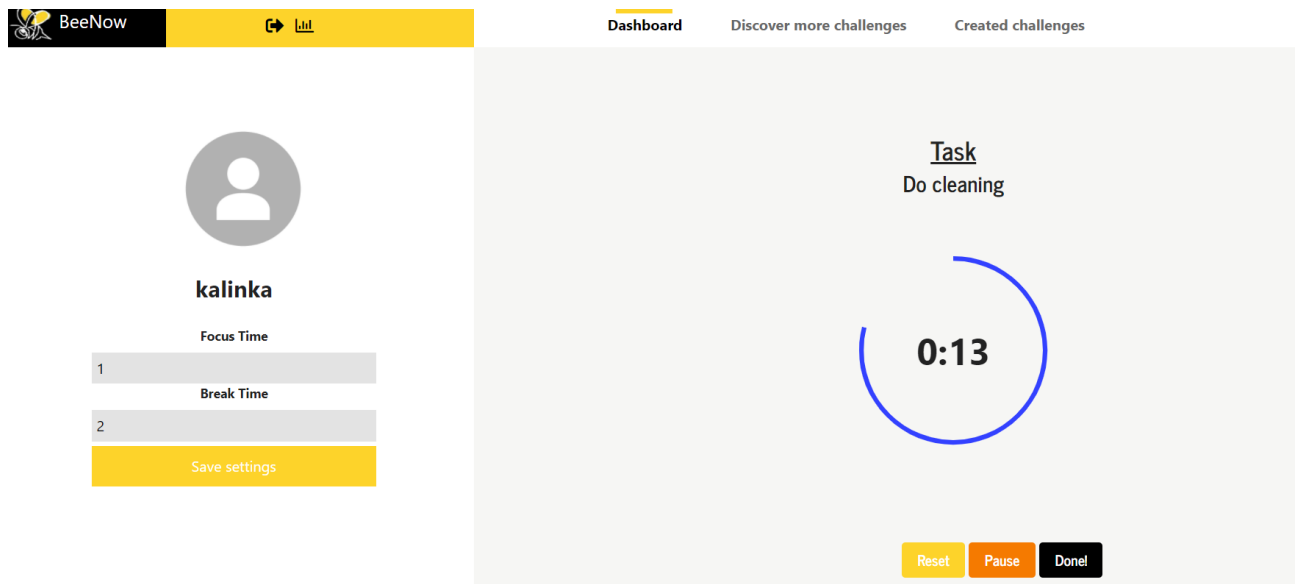 BeeNow
Dashboard Discover more challenges Created challenges
kalinka
Focus Time
1
Break Time
2
Save settings
Task
Do cleaning
0:13
Reset Pause Done!